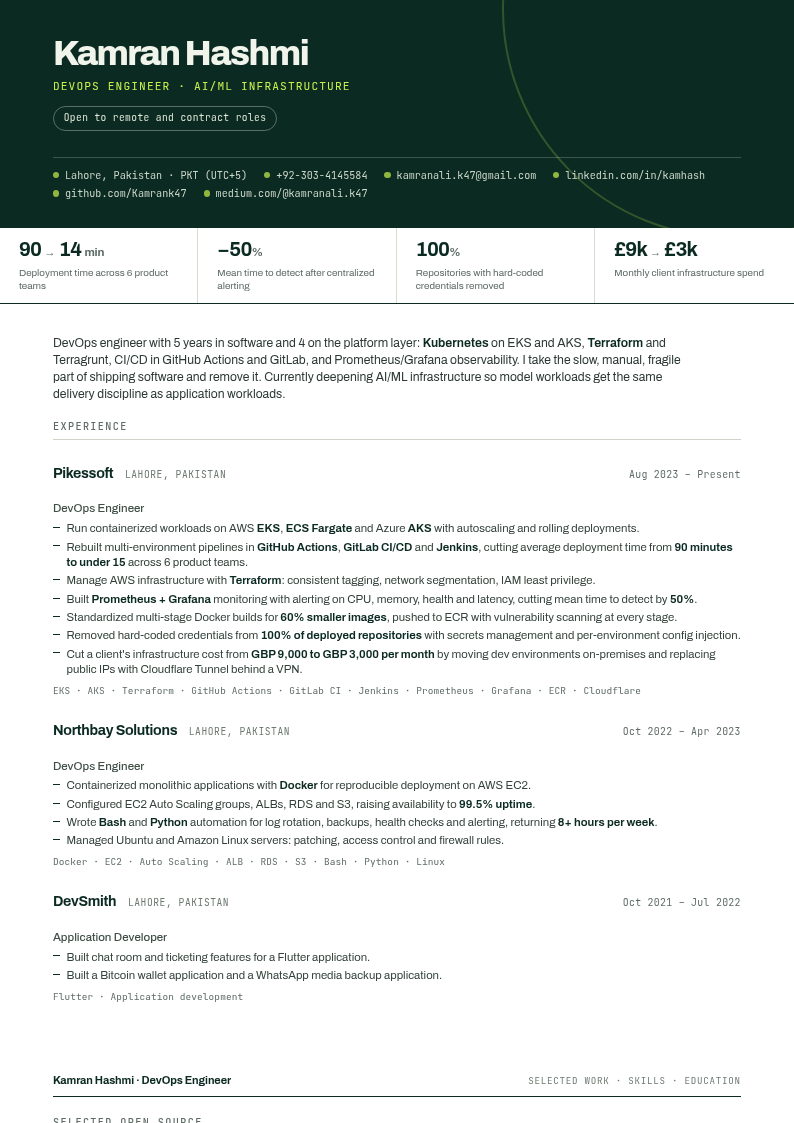 Kamran Hashmi
DEVOPS ENGINEER · AI/ML INFRASTRUCTURE
Open to remote and contract roles
Lahore, Pakistan · PKT (UTC+5) +92-303-4145584 kamranali.k47@gmail.com linkedin.com/in/kamhash
github.com/Kamrank47 medium.com/@kamranali.k47
90 → 14 min
Deployment time across 6 product
teams
−50%
Mean time to detect after centralized
alerting
100%
Repositories with hard-coded
credentials removed
£9k → £3k
Monthly client infrastructure spend
DevOps engineer with 5 years in software and 4 on the platform layer: Kubernetes on EKS and AKS, Terraform and
Terragrunt, CI/CD in GitHub Actions and GitLab, and Prometheus/Grafana observability. I take the slow, manual, fragile
part of shipping software and remove it. Currently deepening AI/ML infrastructure so model workloads get the same
delivery discipline as application workloads.
EXPERIENCE
Pikessoft LAHORE, PAKISTAN Aug 2023 – Present
DevOps Engineer
– Run containerized workloads on AWS EKS, ECS Fargate and Azure AKS with autoscaling and rolling deployments.
– Rebuilt multi-environment pipelines in GitHub Actions, GitLab CI/CD and Jenkins, cutting average deployment time from 90 minutes
to under 15 across 6 product teams.
– Manage AWS infrastructure with Terraform: consistent tagging, network segmentation, IAM least privilege.
– Built Prometheus + Grafana monitoring with alerting on CPU, memory, health and latency, cutting mean time to detect by 50%.
– Standardized multi-stage Docker builds for 60% smaller images, pushed to ECR with vulnerability scanning at every stage.
– Removed hard-coded credentials from 100% of deployed repositories with secrets management and per-environment config injection.
– Cut a client's infrastructure cost from GBP 9,000 to GBP 3,000 per month by moving dev environments on-premises and replacing
public IPs with Cloudflare Tunnel behind a VPN.
EKS · AKS · Terraform · GitHub Actions · GitLab CI · Jenkins · Prometheus · Grafana · ECR · Cloudflare
Northbay Solutions LAHORE, PAKISTAN Oct 2022 – Apr 2023
DevOps Engineer
– Containerized monolithic applications with Docker for reproducible deployment on AWS EC2.
– Configured EC2 Auto Scaling groups, ALBs, RDS and S3, raising availability to 99.5% uptime.
– Wrote Bash and Python automation for log rotation, backups, health checks and alerting, returning 8+ hours per week.
– Managed Ubuntu and Amazon Linux servers: patching, access control and firewall rules.
Docker · EC2 · Auto Scaling · ALB · RDS · S3 · Bash · Python · Linux
DevSmith LAHORE, PAKISTAN Oct 2021 – Jul 2022
Application Developer
– Built chat room and ticketing features for a Flutter application.
– Built a Bitcoin wallet application and a WhatsApp media backup application.
Flutter · Application development
Kamran Hashmi · DevOps Engineer SELECTED WORK · SKILLS · EDUCATION
SELECTED OPEN SOURCE